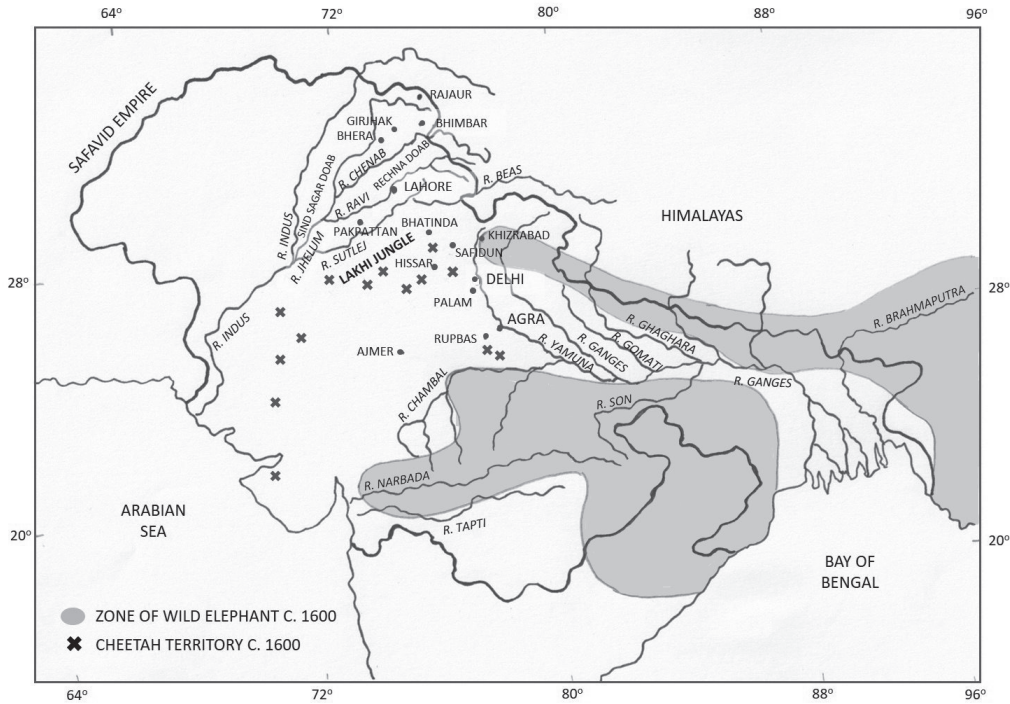 64°
72°
80°
88°
96°
SAFAVID EMPIRE
RAJAUR
GIRJHAK
BHIMBAR
BHERA
R. CHENAB
RECHNA DOAB
SIND SAGAR DOAB
R. BEAS
LAHORE
R. RAVI
HIMALAYAS
R. INDUS
PAKPATTAN
BHATINDA
R. JHELUM
R. SUTLEJ
KHIZRABAD
LAKHI JUNGLE
SAFIDUN
HISSAR
DELHI
28°
28°
PALAM
R. BRAHMAPUTRA
R. INDUS
AGRA
R. GHAGHARA
RUPBAS
R. YAMUNA
R. GANGES
R. GOMATI
AJMER
R. CHAMBAL
R. GANGES
R. SON
R. NARBADA
ARABIAN
SEA
R. TAPTI
20°
20°
BAY OF
BENGAL
ZONE OF WILD ELEPHANT C. 1600
CHEETAH TERRITORY C. 1600
64°
72°
80°
88°
96°